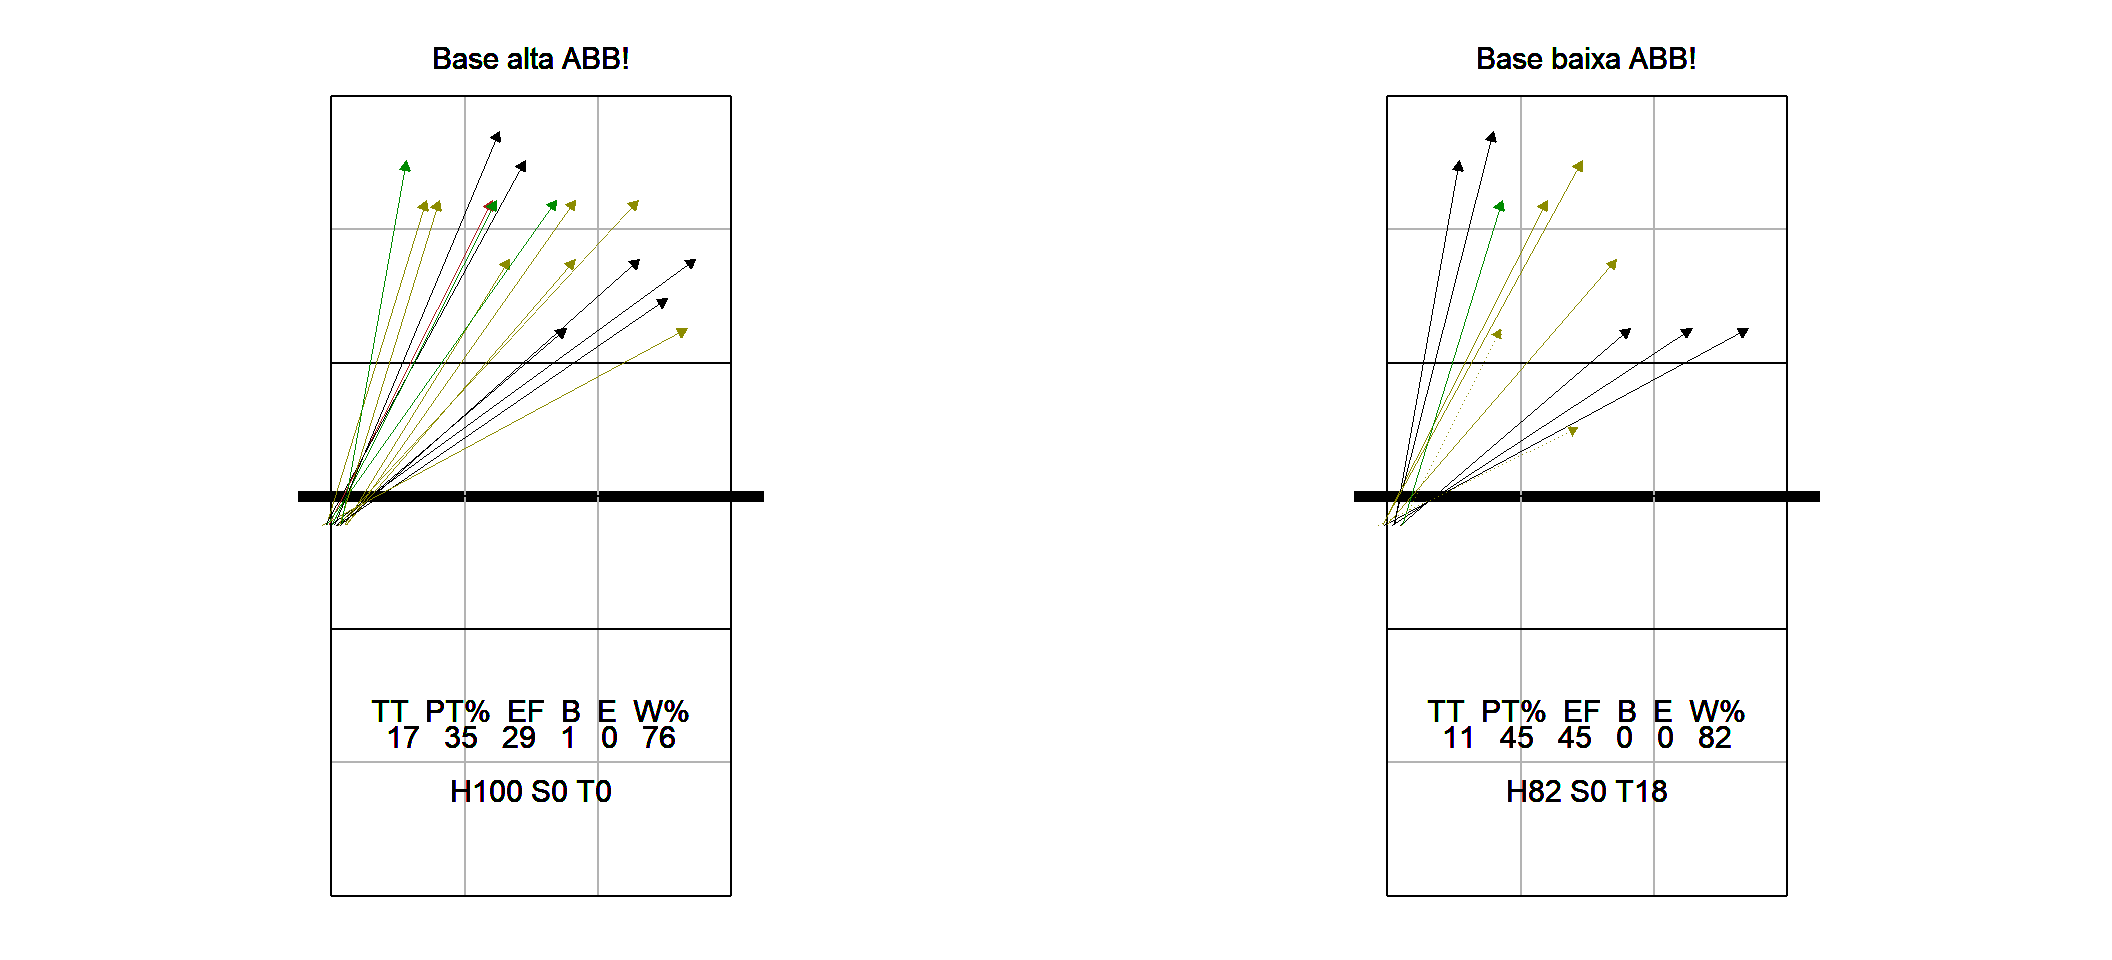 Base alta ABB!
TT PT% EF B E W%
17 35 29 1 0 76
H100 S0 T0
Base baixa ABB!
TT PT% EF B E W%
11 45 45 0 0 82
H82 S0 T18